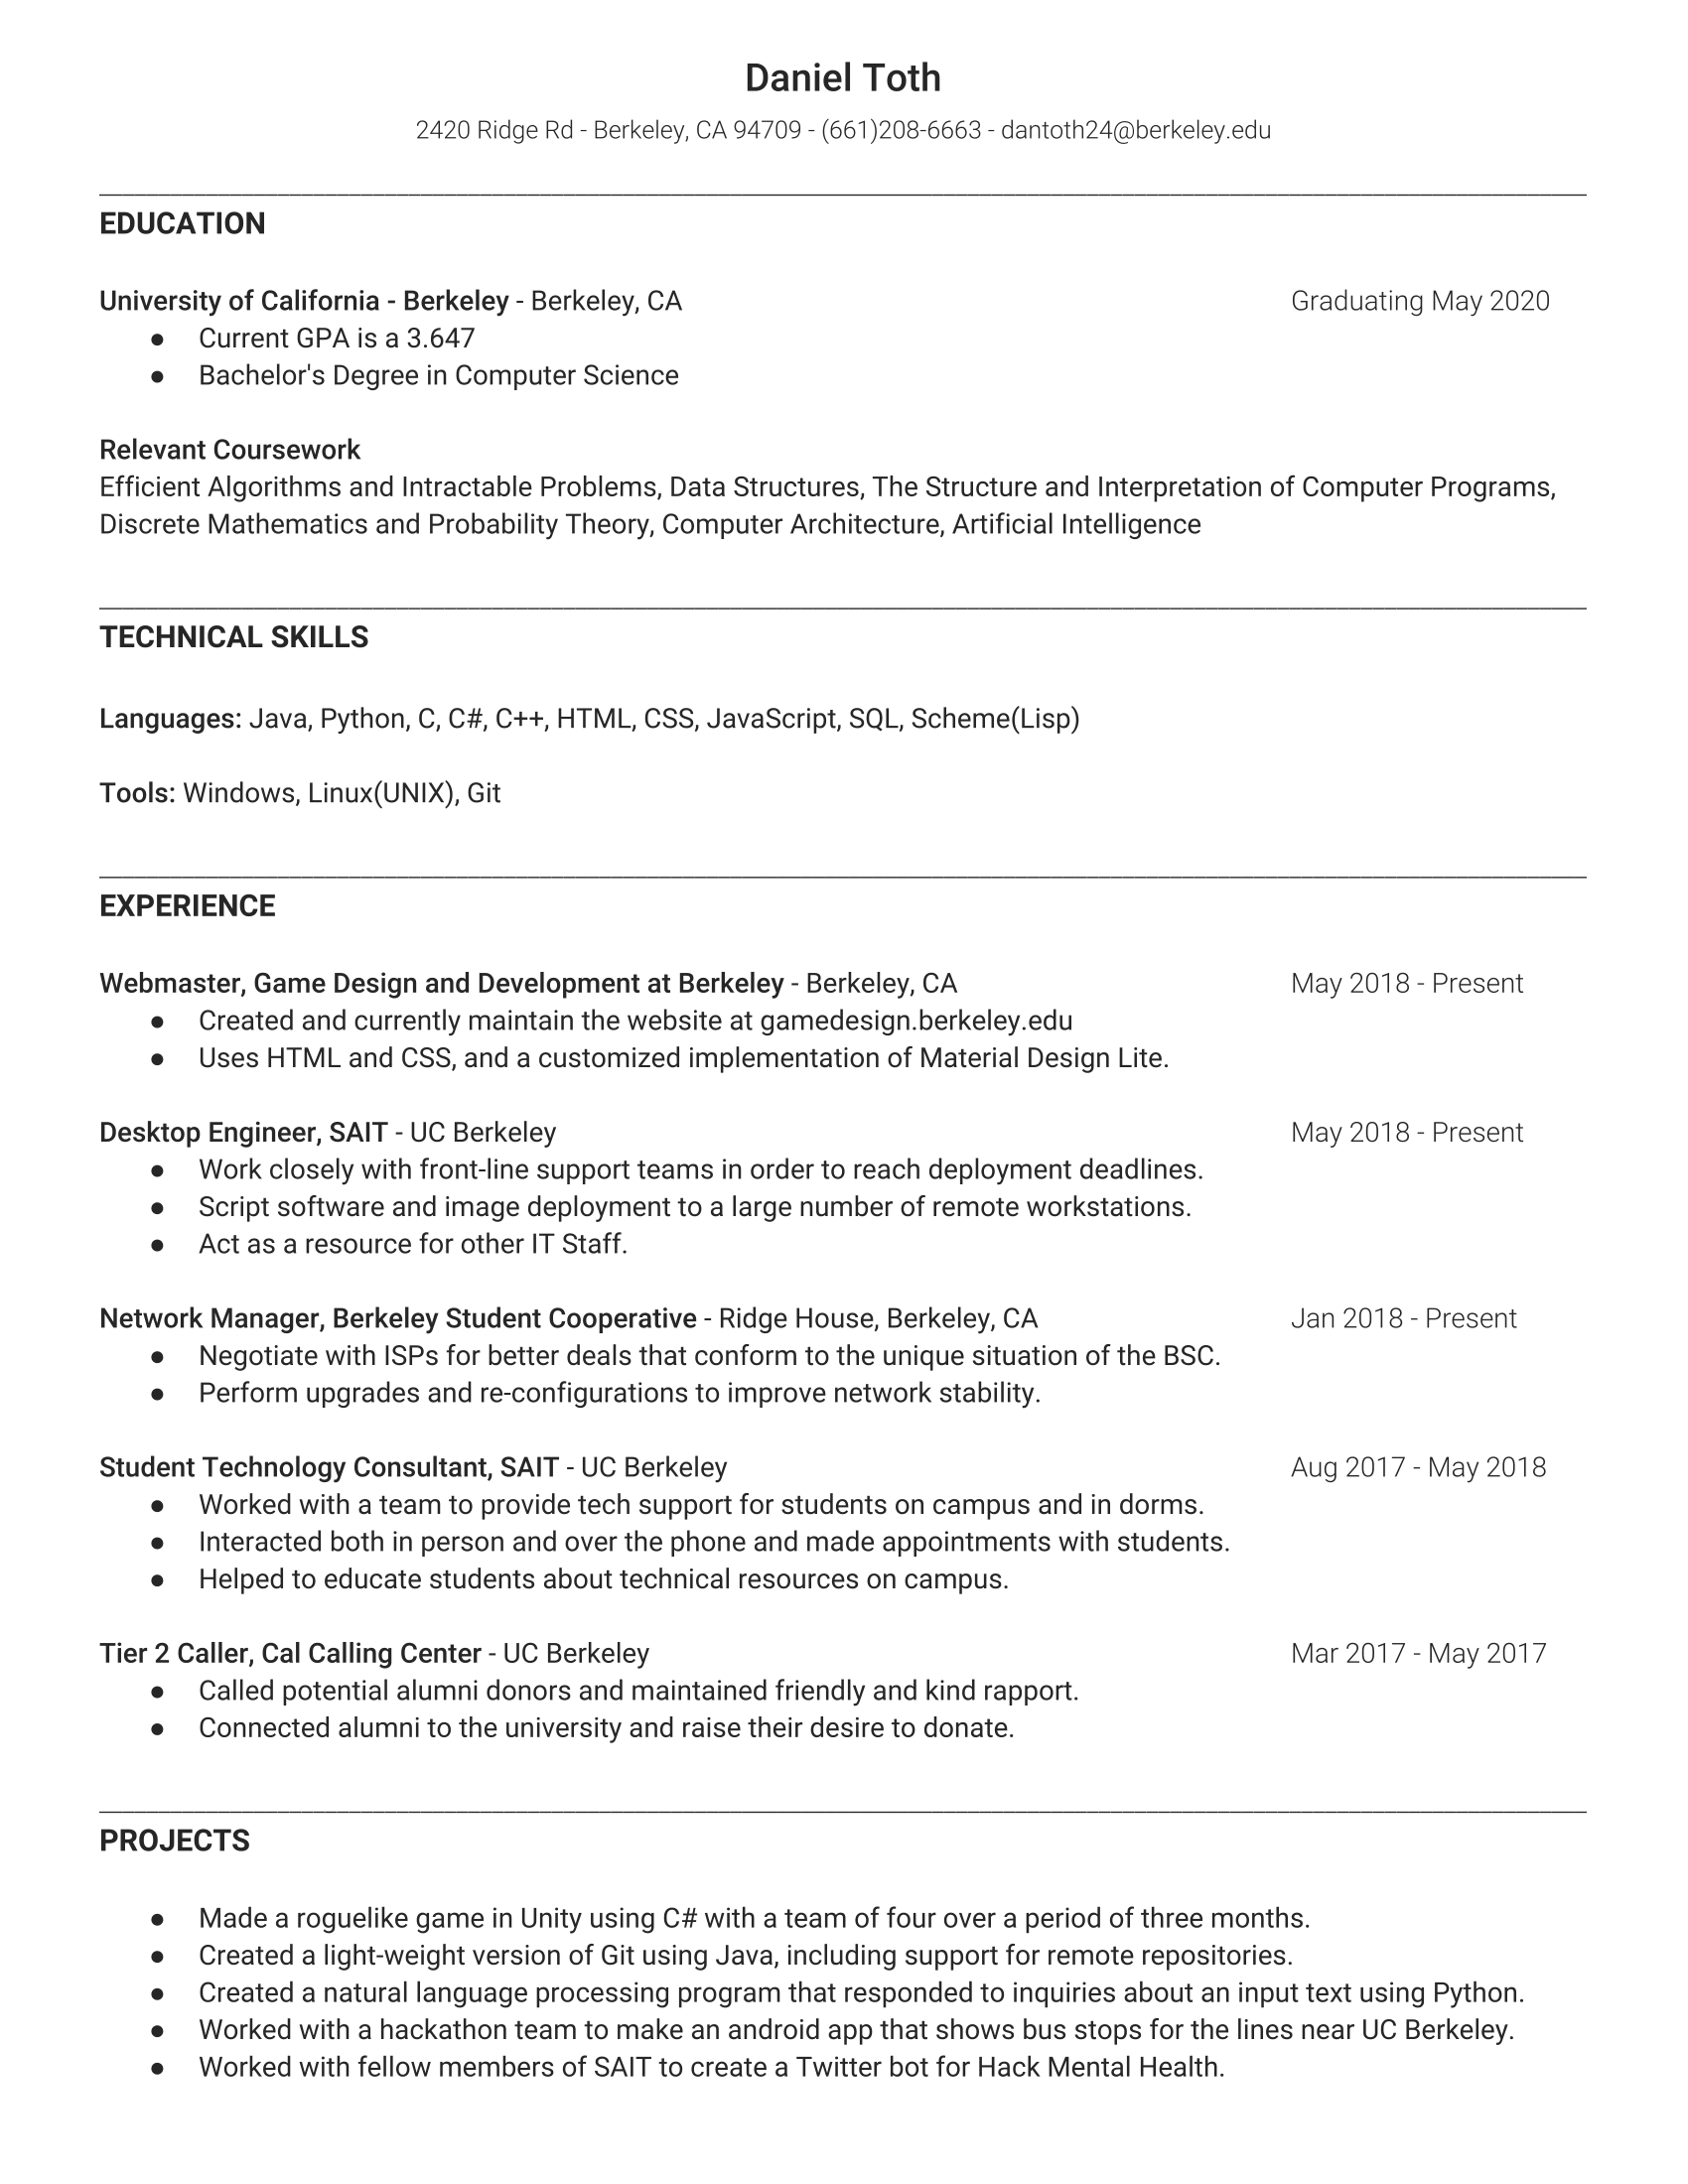 Daniel Toth
2420 Ridge Rd - Berkeley, CA 94709 - (661)208-6663 - dantoth24@berkeley.edu
EDUCATION
University of California - Berkeley - Berkeley, CA Graduating May 2020
● Current GPA is a 3.647
● Bachelor's Degree in Computer Science
Relevant Coursework
Efficient Algorithms and Intractable Problems, Data Structures, The Structure and Interpretation of Computer Programs,
Discrete Mathematics and Probability Theory, Computer Architecture, Artificial Intelligence
TECHNICAL SKILLS
Languages: Java, Python, C, C#, C++, HTML, CSS, JavaScript, SQL, Scheme(Lisp)
Tools: Windows, Linux(UNIX), Git
EXPERIENCE
Webmaster, Game Design and Development at Berkeley - Berkeley, CA May 2018 - Present
● Created and currently maintain the website at gamedesign.berkeley.edu
● Uses HTML and CSS, and a customized implementation of Material Design Lite.
Desktop Engineer, SAIT - UC Berkeley May 2018 - Present
● Work closely with front-line support teams in order to reach deployment deadlines.
● Script software and image deployment to a large number of remote workstations.
● Act as a resource for other IT Staff.
Network Manager, Berkeley Student Cooperative - Ridge House, Berkeley, CA Jan 2018 - Present
● Negotiate with ISPs for better deals that conform to the unique situation of the BSC.
● Perform upgrades and re-configurations to improve network stability.
Student Technology Consultant, SAIT - UC Berkeley Aug 2017 - May 2018
● Worked with a team to provide tech support for students on campus and in dorms.
● Interacted both in person and over the phone and made appointments with students.
● Helped to educate students about technical resources on campus.
Tier 2 Caller, Cal Calling Center - UC Berkeley Mar 2017 - May 2017
● Called potential alumni donors and maintained friendly and kind rapport.
● Connected alumni to the university and raise their desire to donate.
PROJECTS
● Made a roguelike game in Unity using C# with a team of four over a period of three months.
● Created a light-weight version of Git using Java, including support for remote repositories.
● Created a natural language processing program that responded to inquiries about an input text using Python.
● Worked with a hackathon team to make an android app that shows bus stops for the lines near UC Berkeley.
● Worked with fellow members of SAIT to create a Twitter bot for Hack Mental Health.